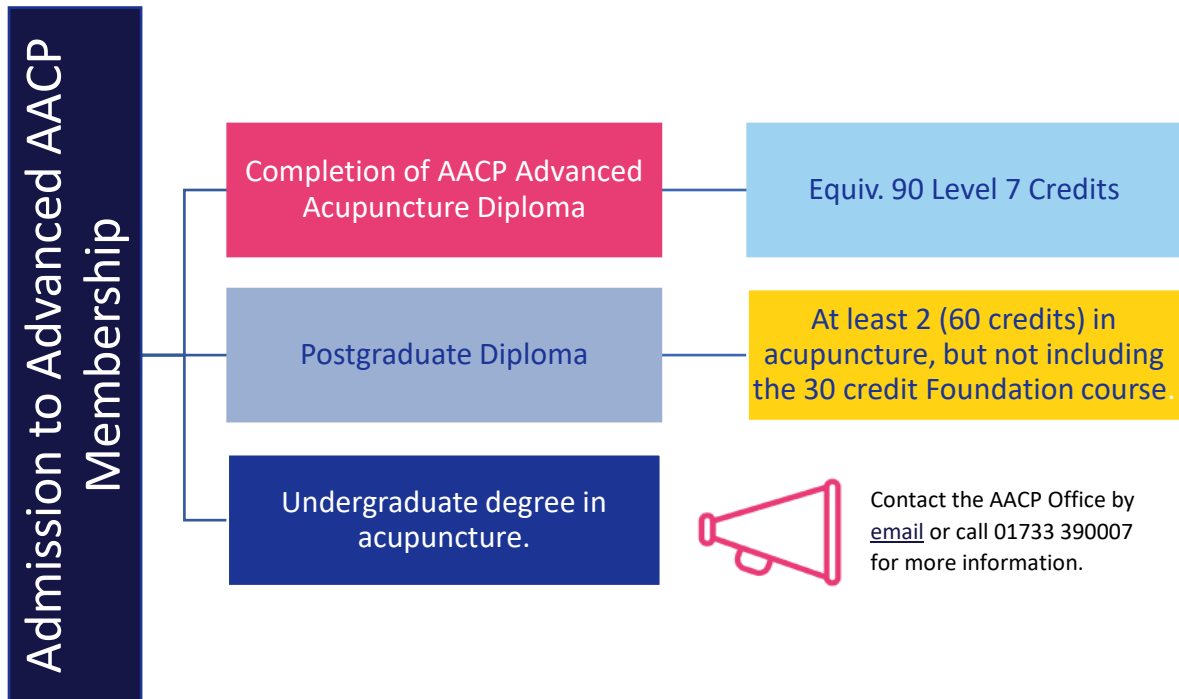 Admission to Advanced AACP
Membership
Completion of AACP Advanced
Acupuncture Diploma
Equiv. 90 Level 7 Credits
Postgraduate Diploma
At least 2 (60 credits) in
acupuncture, but not including
the 30 credit Foundation course.
Undergraduate degree in
acupuncture.
Contact the AACP Office by
email or call 01733 390007
for more information.